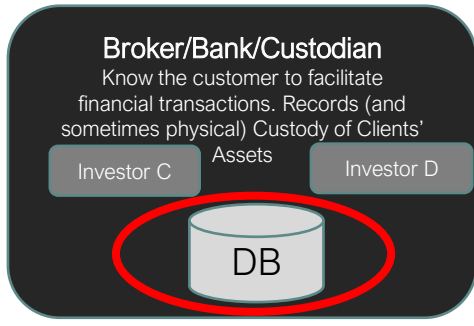 Broker/Bank/Custodian
Know the customer to facilitate
financial transactions. Records (and
sometimes physical) Custody of Clients’
Assets
Investor C
Investor D
DB